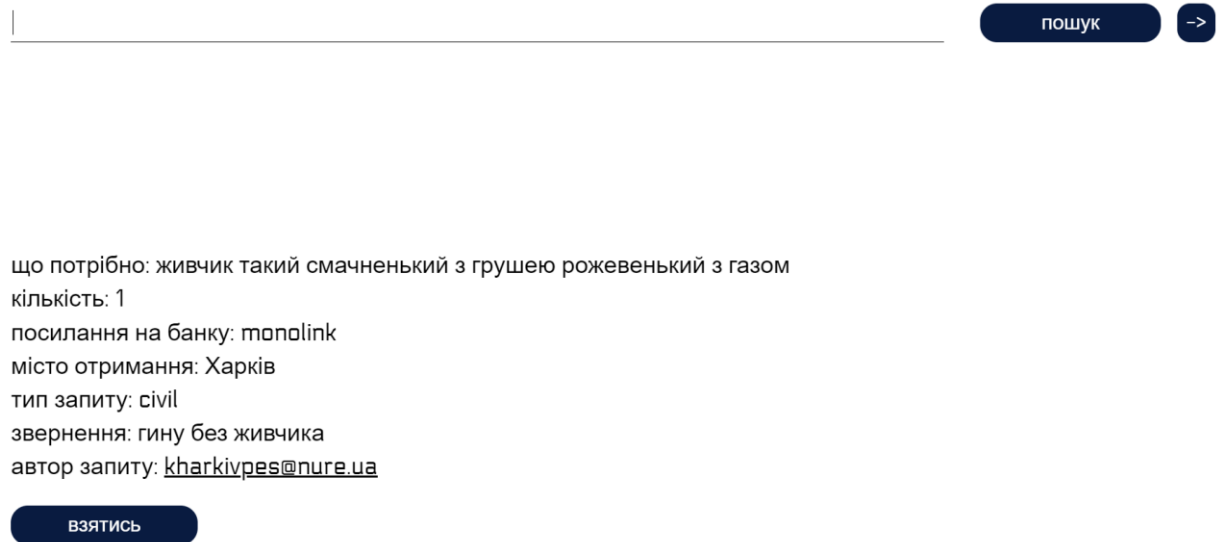 пошук ->
що потрібно: живчик такий смачненький з грушею рожевенький з газом
кількість: 1
посилання на банку: monolink
місто отримання: Харків
тип запиту: civil
звернення: гину без живчика
автор запиту: kharkivpes@nure.ua
взятись